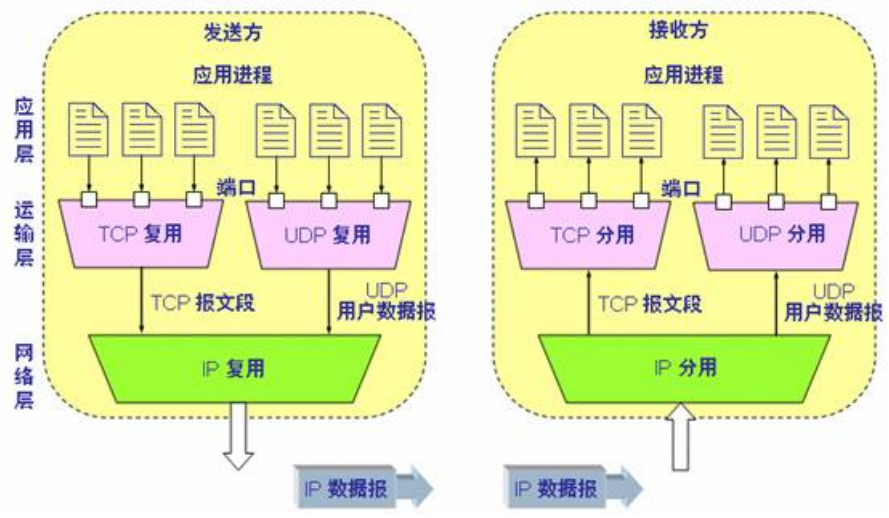 发送方
应用进程
应用层
端口
运输层
TCP 复用
UDP 复用
TCP 报文段
UDP
用户数据报
网络层
IP 复用
IP 数据报
接收方
应用进程
端口
TCP 分用
UDP 分用
TCP 报文段
UDP
用户数据报
IP 分用
IP 数据报